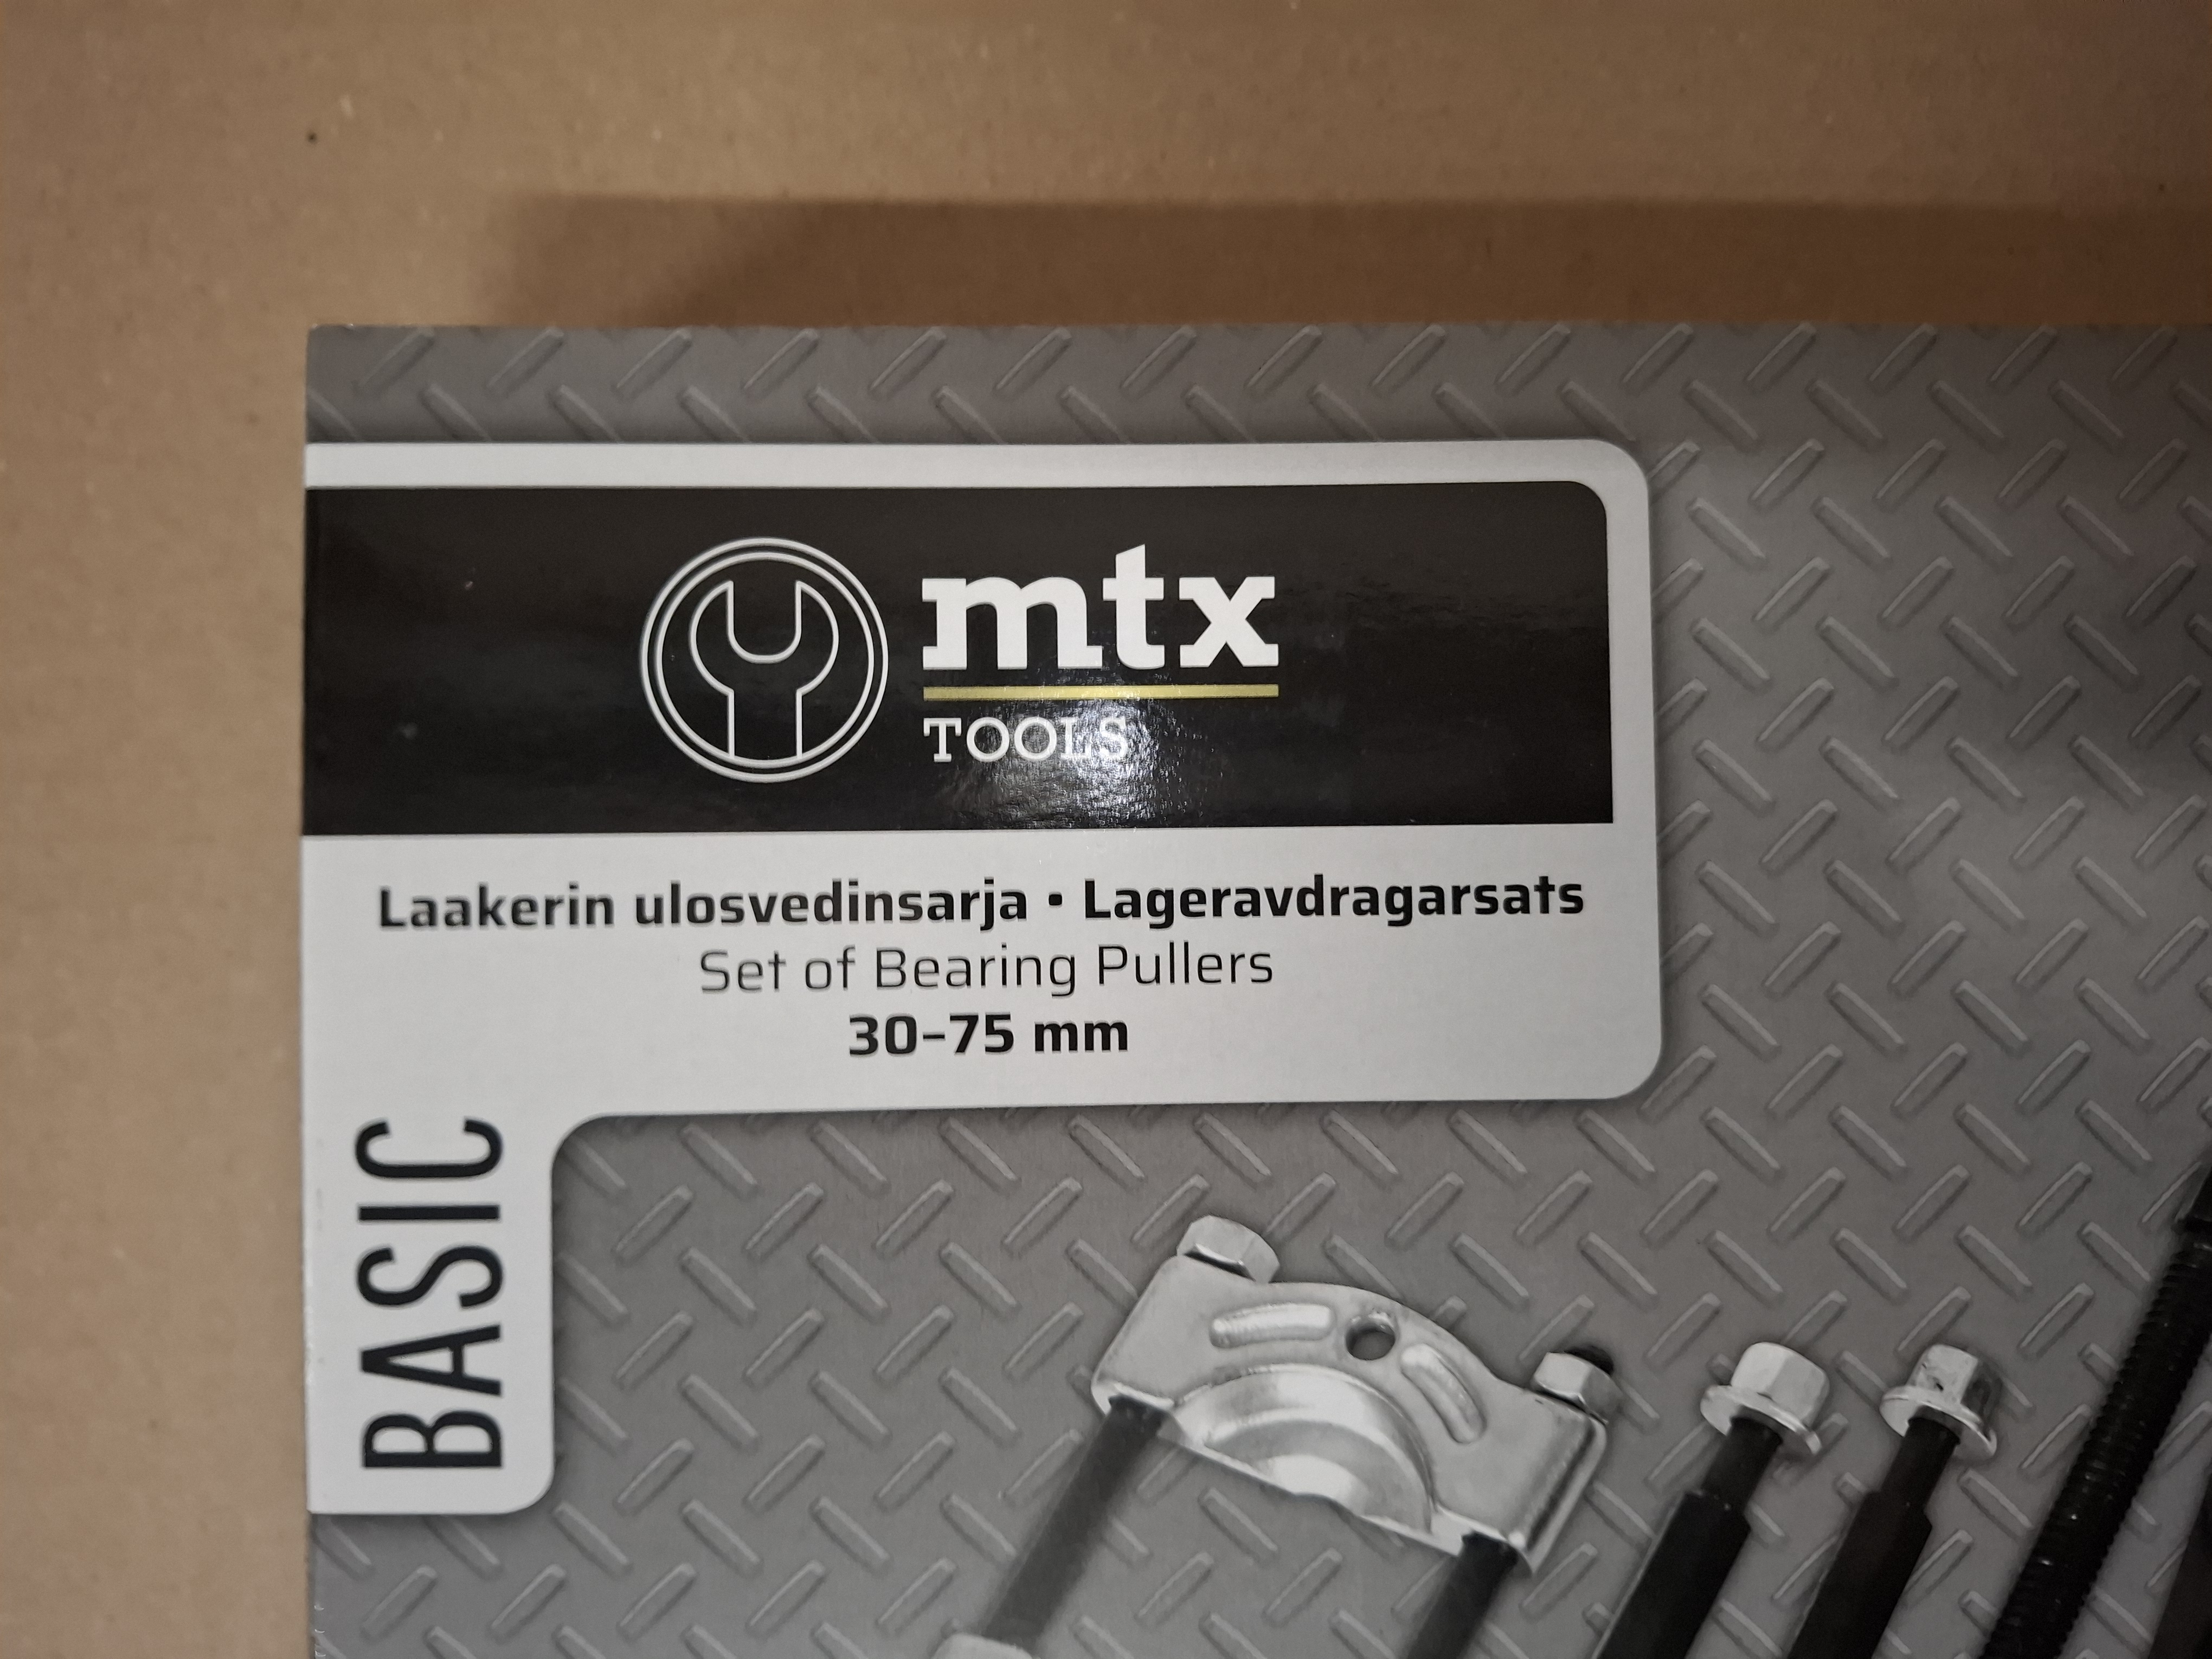 mtx
TOOLS
Laakerin ulosvedinsarja • Lageravdragarsats
Set of Bearing Pullers
30–75 mm
BASIC